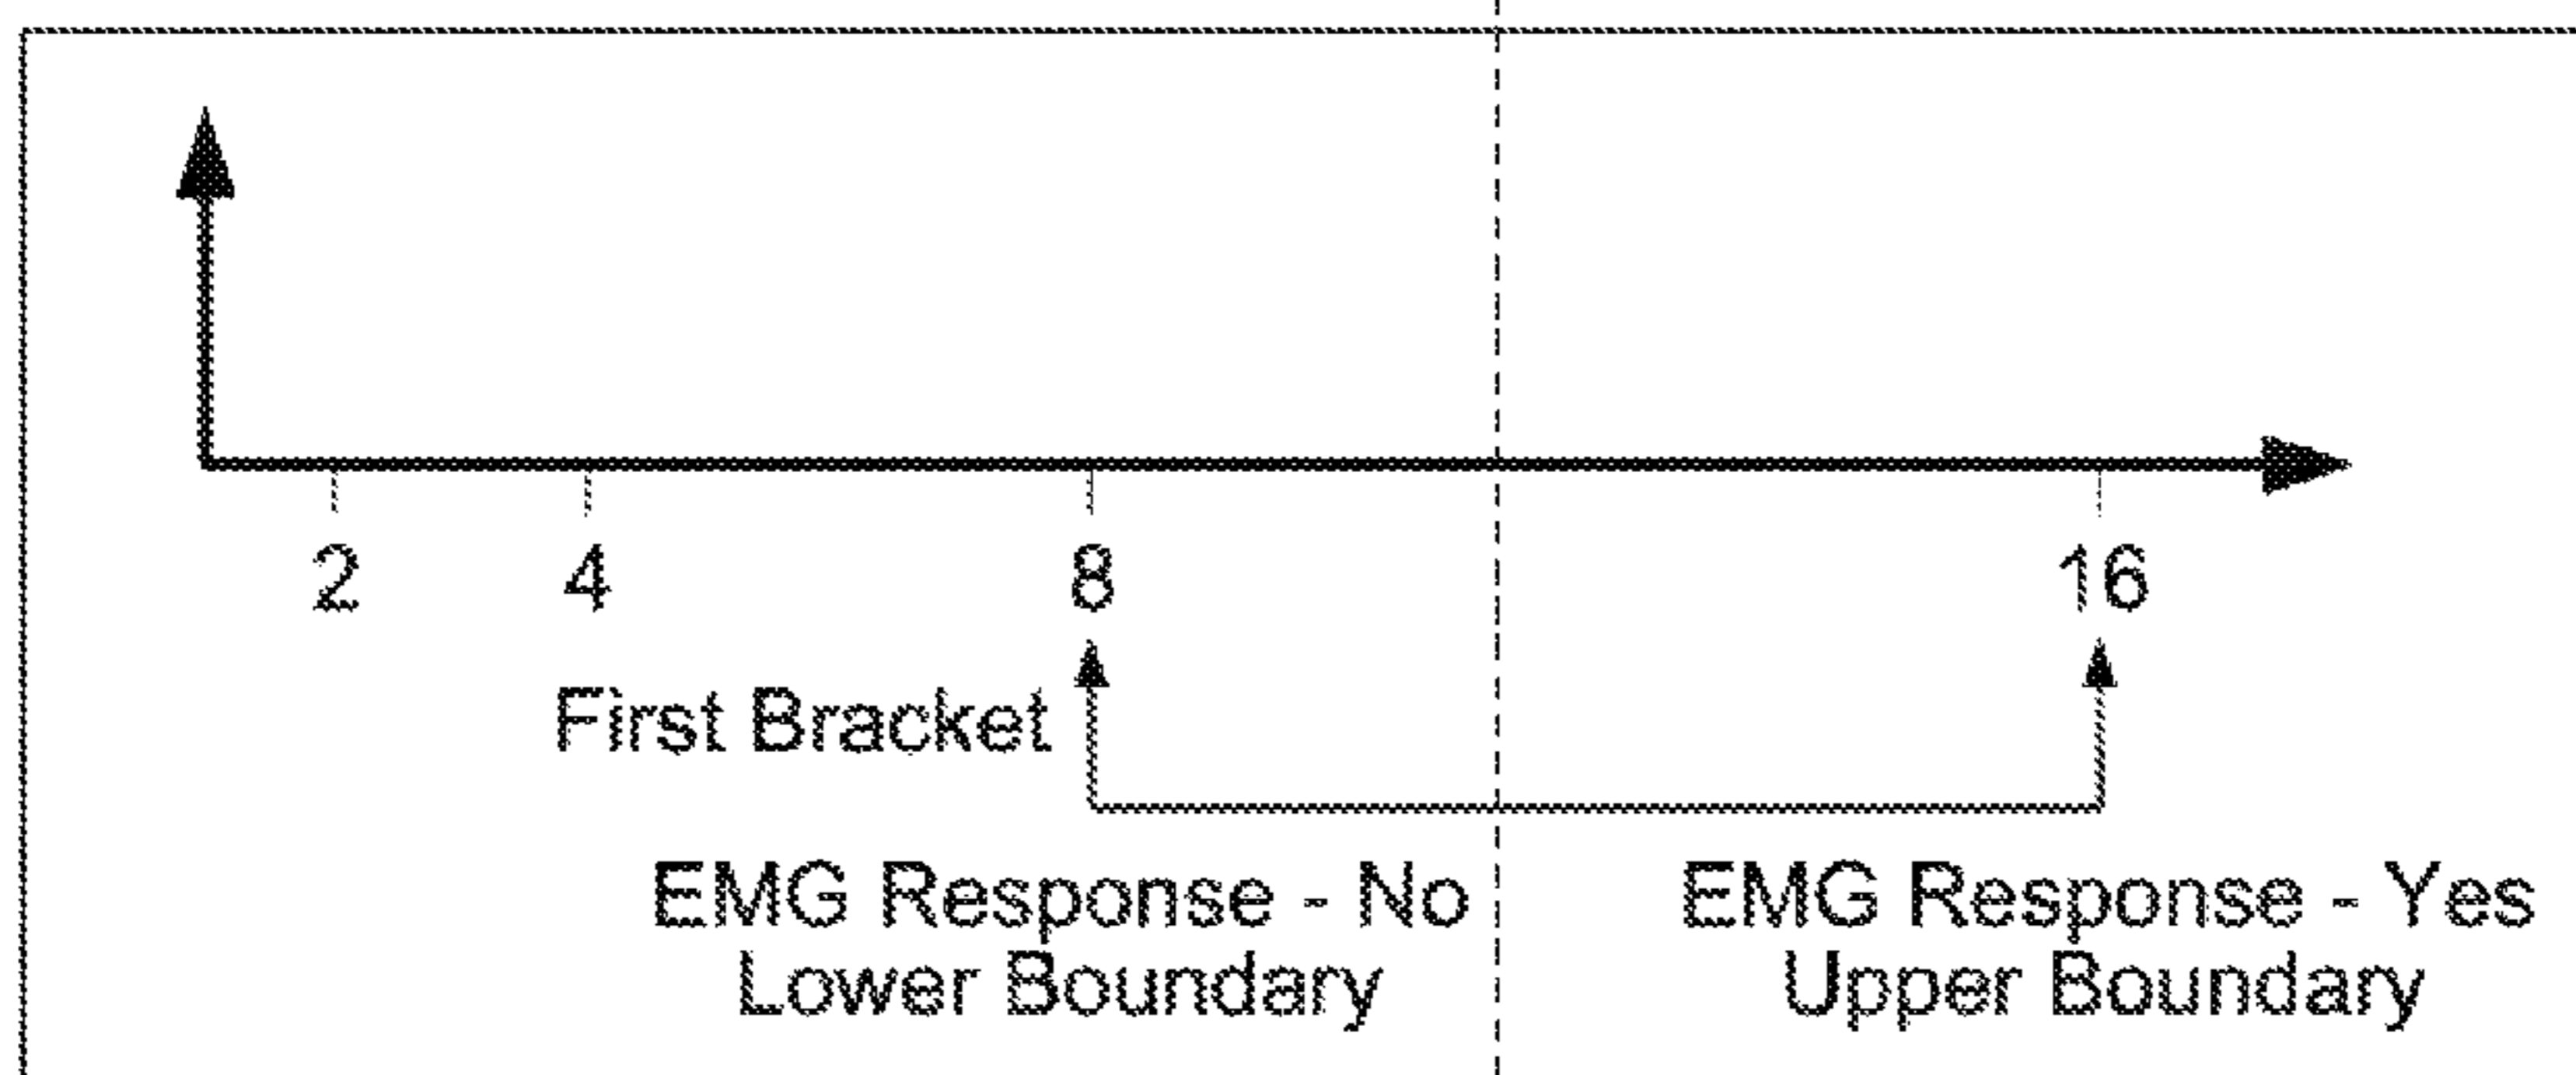 2 4 8 16
First Bracket
EMG Response - No EMG Response - Yes
Lower Boundary Upper Boundary